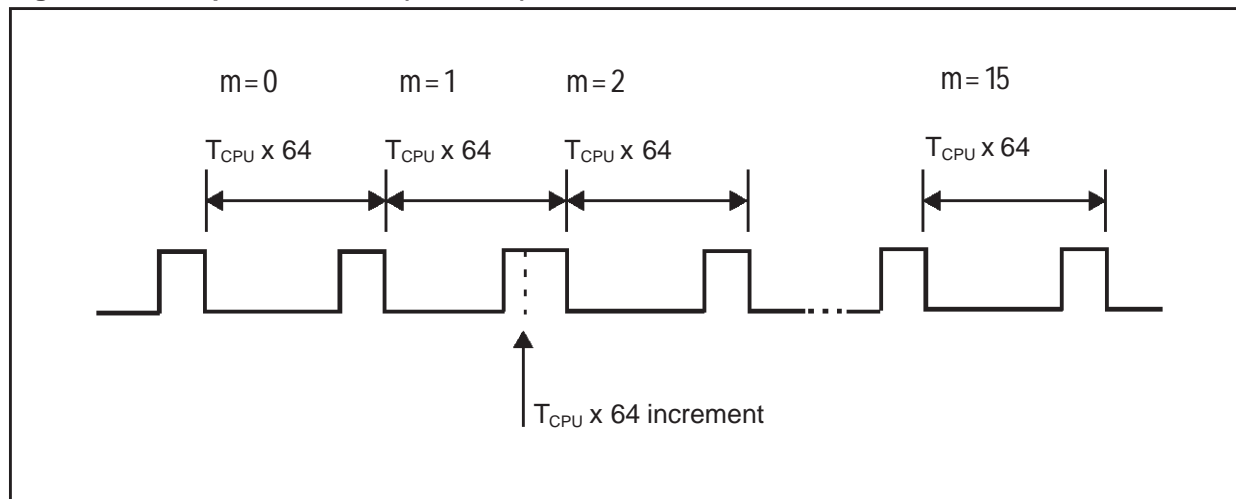 m=0 m=1 m=2 m=15
T_CPU x 64 T_CPU x 64 T_CPU x 64 T_CPU x 64
T_CPU x 64 increment